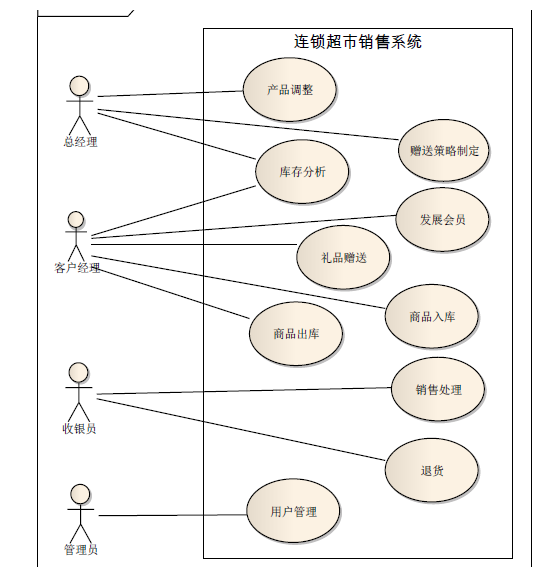 连锁超市销售系统
产品调整
总经理
赠送策略制定
库存分析
发展会员
客户经理
礼品赠送
商品入库
商品出库
销售处理
收银员
退货
用户管理
管理员